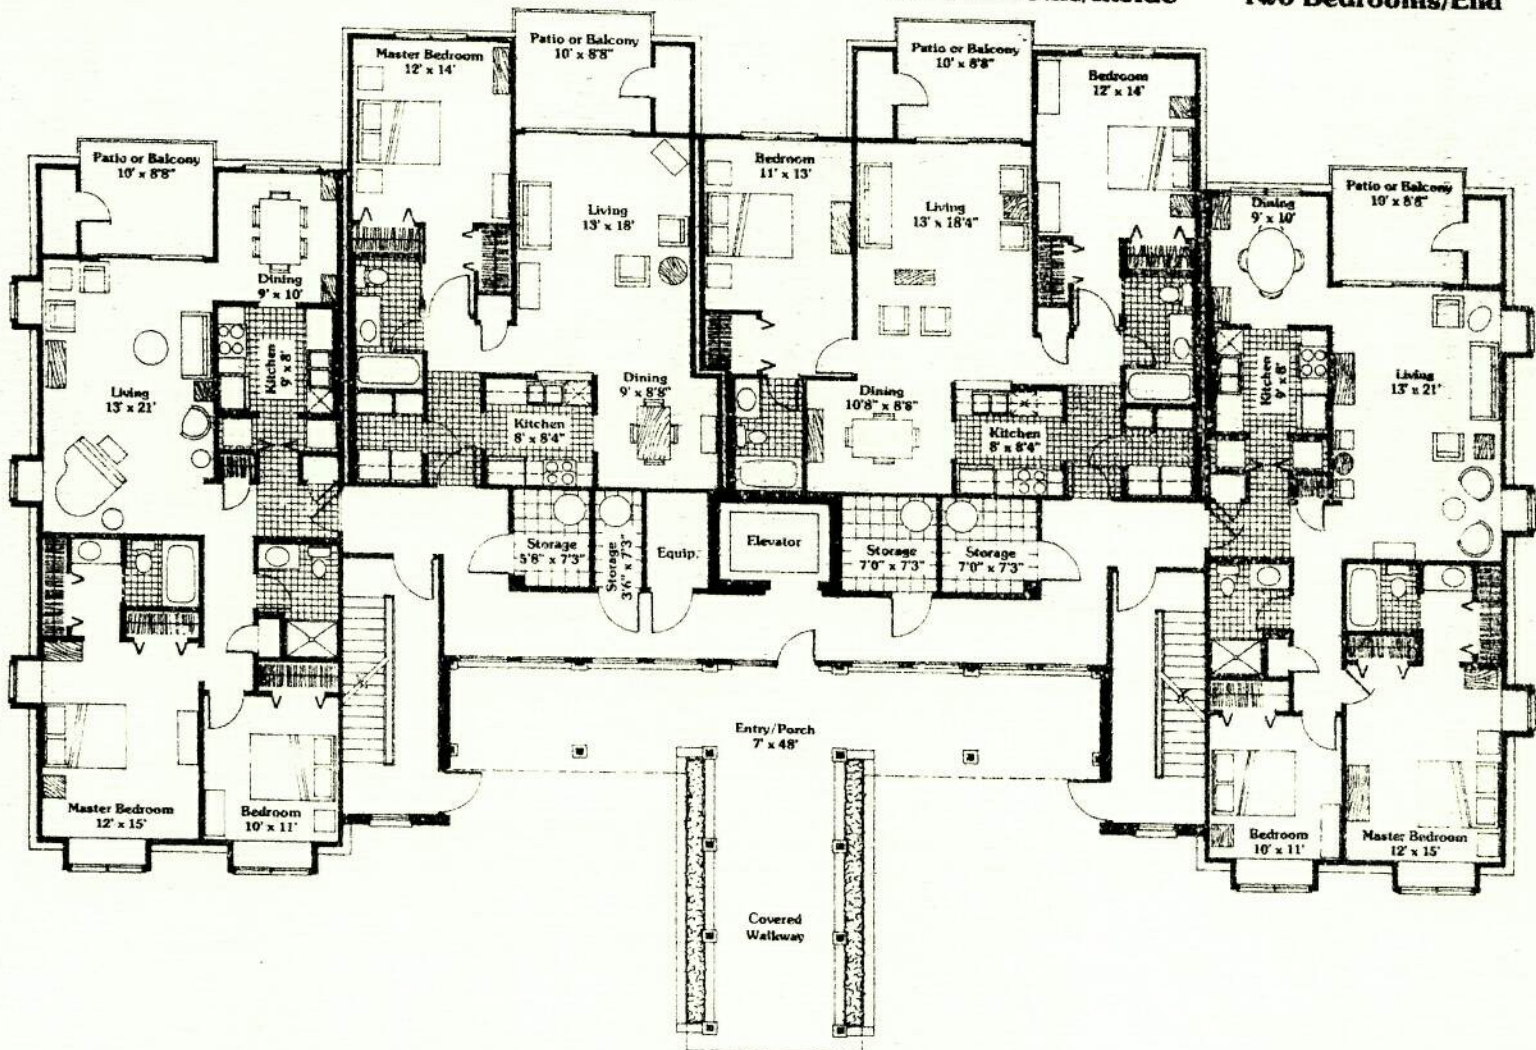 Two Bedrooms/End
Patio or Balcony
10' x 8'8"
Master Bedroom
12' x 14'
Patio or Balcony
10' x 8'8"
Bedroom
12' x 14'
Patio or Balcony
10' x 8'8"
Bedroom
11' x 13'
Patio or Balcony
10' x 8'8"
Living
13' x 18'
Living
13' x 18'4"
Dining
9' x 10'
Dining
9' x 10'
Kitchen
9' x 8'
Living
13' x 21'
Dining
9' x 8'8"
Kitchen
8' x 8'4"
Dining
10'8" x 8'8"
Kitchen
8' x 8'4"
Kitchen
9' x 8'
Living
13' x 21'
Storage
5'8" x 7'3"
Storage
3'6" x 7'3"
Equip.
Elevator
Storage
7'0" x 7'3"
Storage
7'0" x 7'3"
Entry/Porch
7' x 48'
Master Bedroom
12' x 15'
Bedroom
10' x 11'
Bedroom
10' x 11'
Master Bedroom
12' x 15'
Covered
Walkway